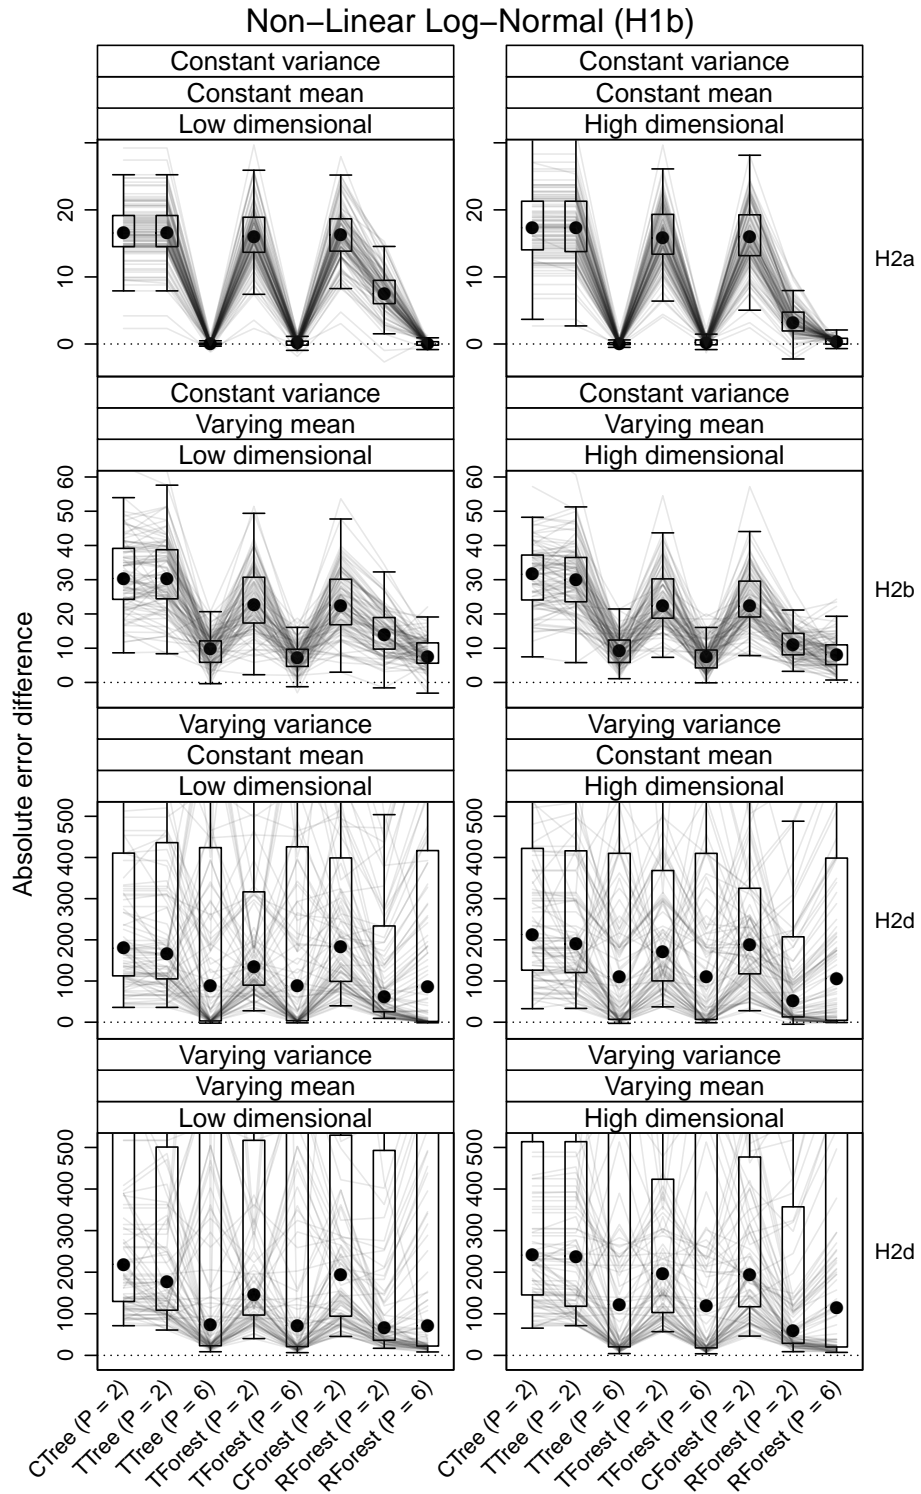 Non−Linear Log−Normal (H1b)
Constant variance
Constant mean
Low dimensional
Constant variance
Constant mean
High dimensional
20
10
0
20
10
0
H2a
Constant variance
Varying mean
Low dimensional
Constant variance
Varying mean
High dimensional
60
50
40
30
20
10
0
60
50
40
30
20
10
0
H2b
Absolute error difference
Varying variance
Constant mean
Low dimensional
Varying variance
Constant mean
High dimensional
500
400
300
200
100
0
500
400
300
200
100
0
H2d
Varying variance
Varying mean
Low dimensional
Varying variance
Varying mean
High dimensional
500
400
300
200
100
0
500
400
300
200
100
0
H2d
CTree (P = 2)
TTree (P = 2)
TTree (P = 6)
TForest (P = 2)
TForest (P = 6)
CForest (P = 2)
RForest (P = 2)
RForest (P = 6)
CTree (P = 2)
TTree (P = 2)
TTree (P = 6)
TForest (P = 2)
TForest (P = 6)
CForest (P = 2)
RForest (P = 2)
RForest (P = 6)